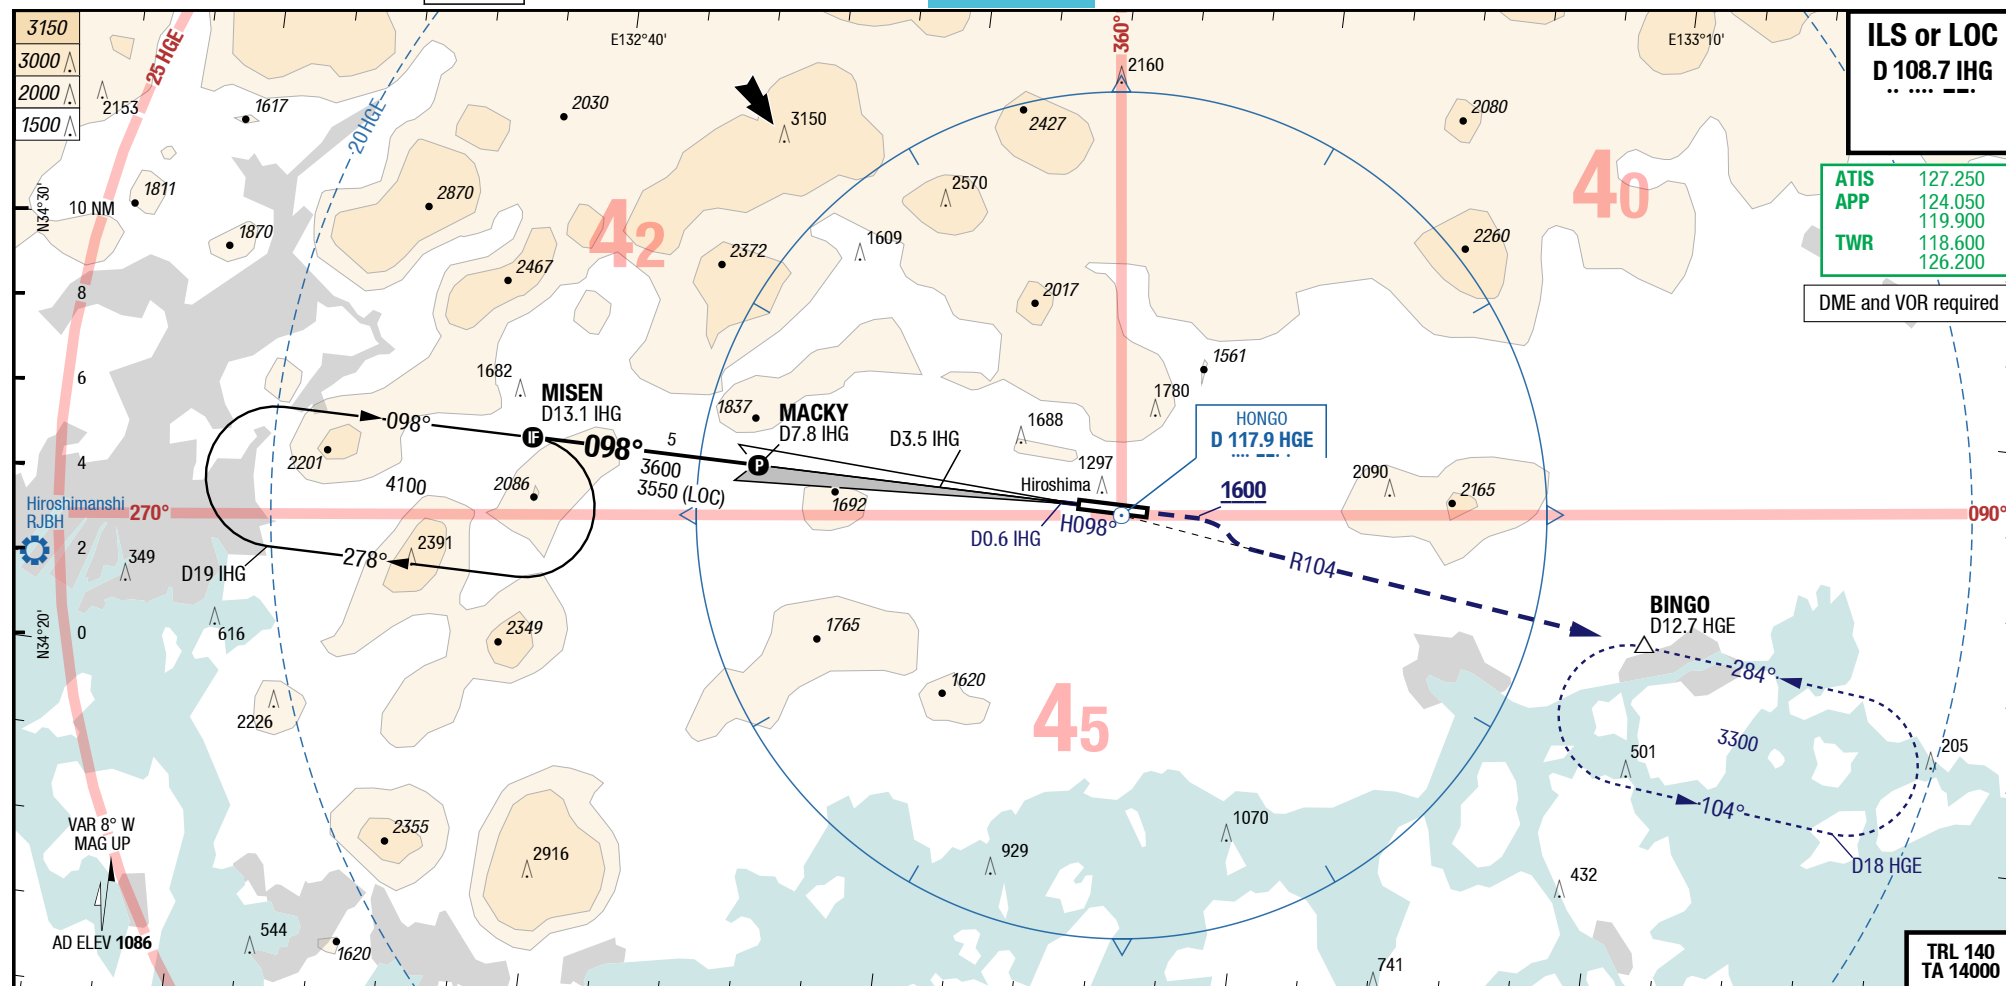 3150
3000
2000
1500
25 HGE
20 HGE
E132°40'
360°
E133°10'
ILS or LOC
D 108.7 IHG
ATIS 127.250
APP 124.050
119.900
TWR 118.600
126.200
DME and VOR required
2153
1617
2030
3150
2427
2160
2080
1811
N34°30'
10 NM
2870
2570
40
42
1870
2467
2372
1609
2260
2017
8
6
1682
MISEN
D13.1 IHG
1837
MACKY
D7.8 IHG
D3.5 IHG
1688
1780
1561
HONGO
D 117.9 HGE
098°
098°
5
3600
3550 (LOC)
4
2201
4100
2086
1692
Hiroshima
1297
1600
2090
2165
Hiroshimanshi
RJBH
270°
090°
D0.6 IHG
H098°
2
349
D19 IHG
278°
2391
R104
N34°20'
0
616
2349
1765
BINGO
D12.7 HGE
284°
2226
1620
45
3300
501
205
104°
VAR 8° W
MAG UP
2355
2916
929
1070
432
D18 HGE
AD ELEV 1086
544
1620
741
TRL 140
TA 14000